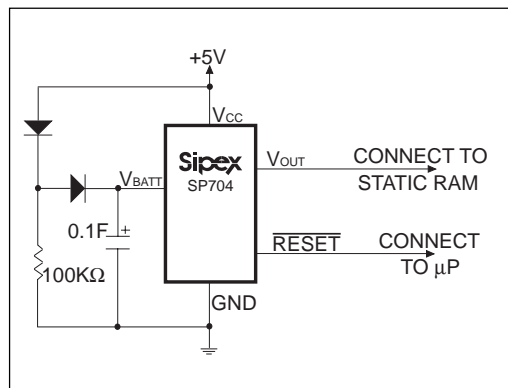 +5V
VCC
Sipex
SP704
VBATT
VOUT
CONNECT TO
STATIC RAM
0.1F
+
100KΩ
RESET
CONNECT
TO µP
GND